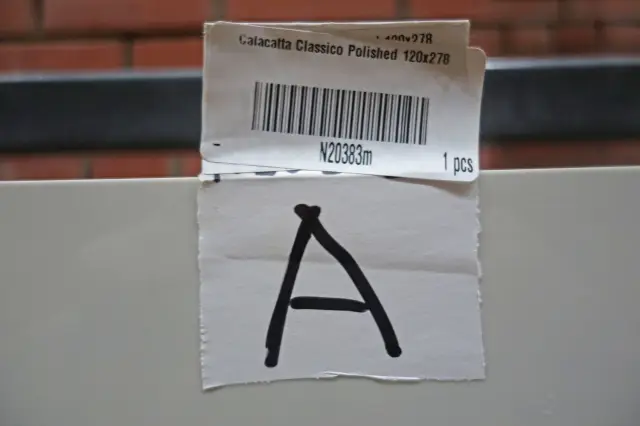 Calacatta Classico Polished 120x278
N20383m
1 pcs
A